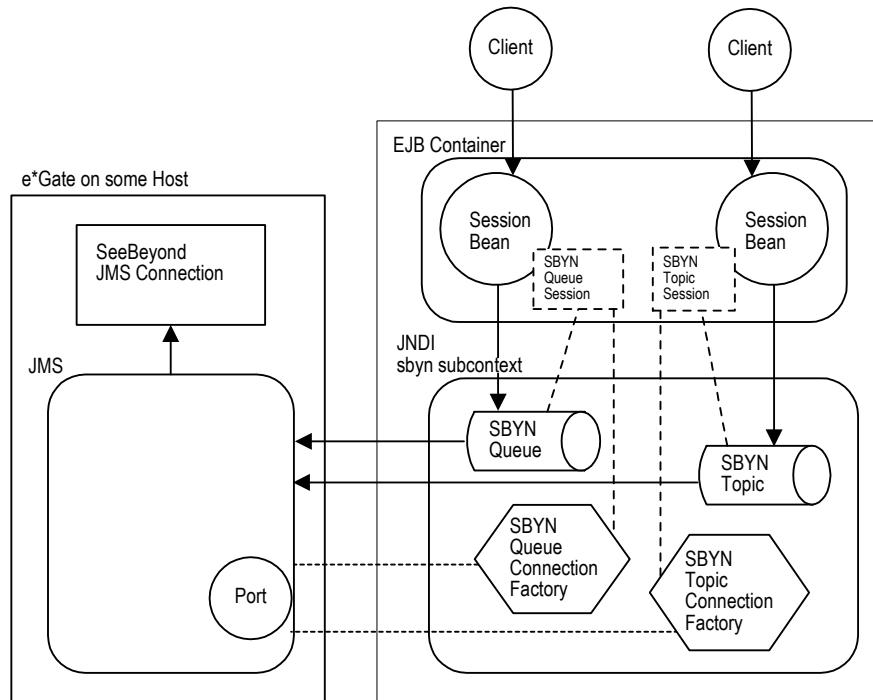 Client
Client
EJB Container
e*Gate on some Host
Session
Bean
Session
Bean
SeeBeyond
JMS Connection
SBYN
Queue
Session
SBYN
Topic
Session
JNDI
sbyn subcontext
JMS
SBYN
Queue
SBYN
Topic
SBYN
Queue
Connection
Factory
SBYN
Topic
Connection
Factory
Port